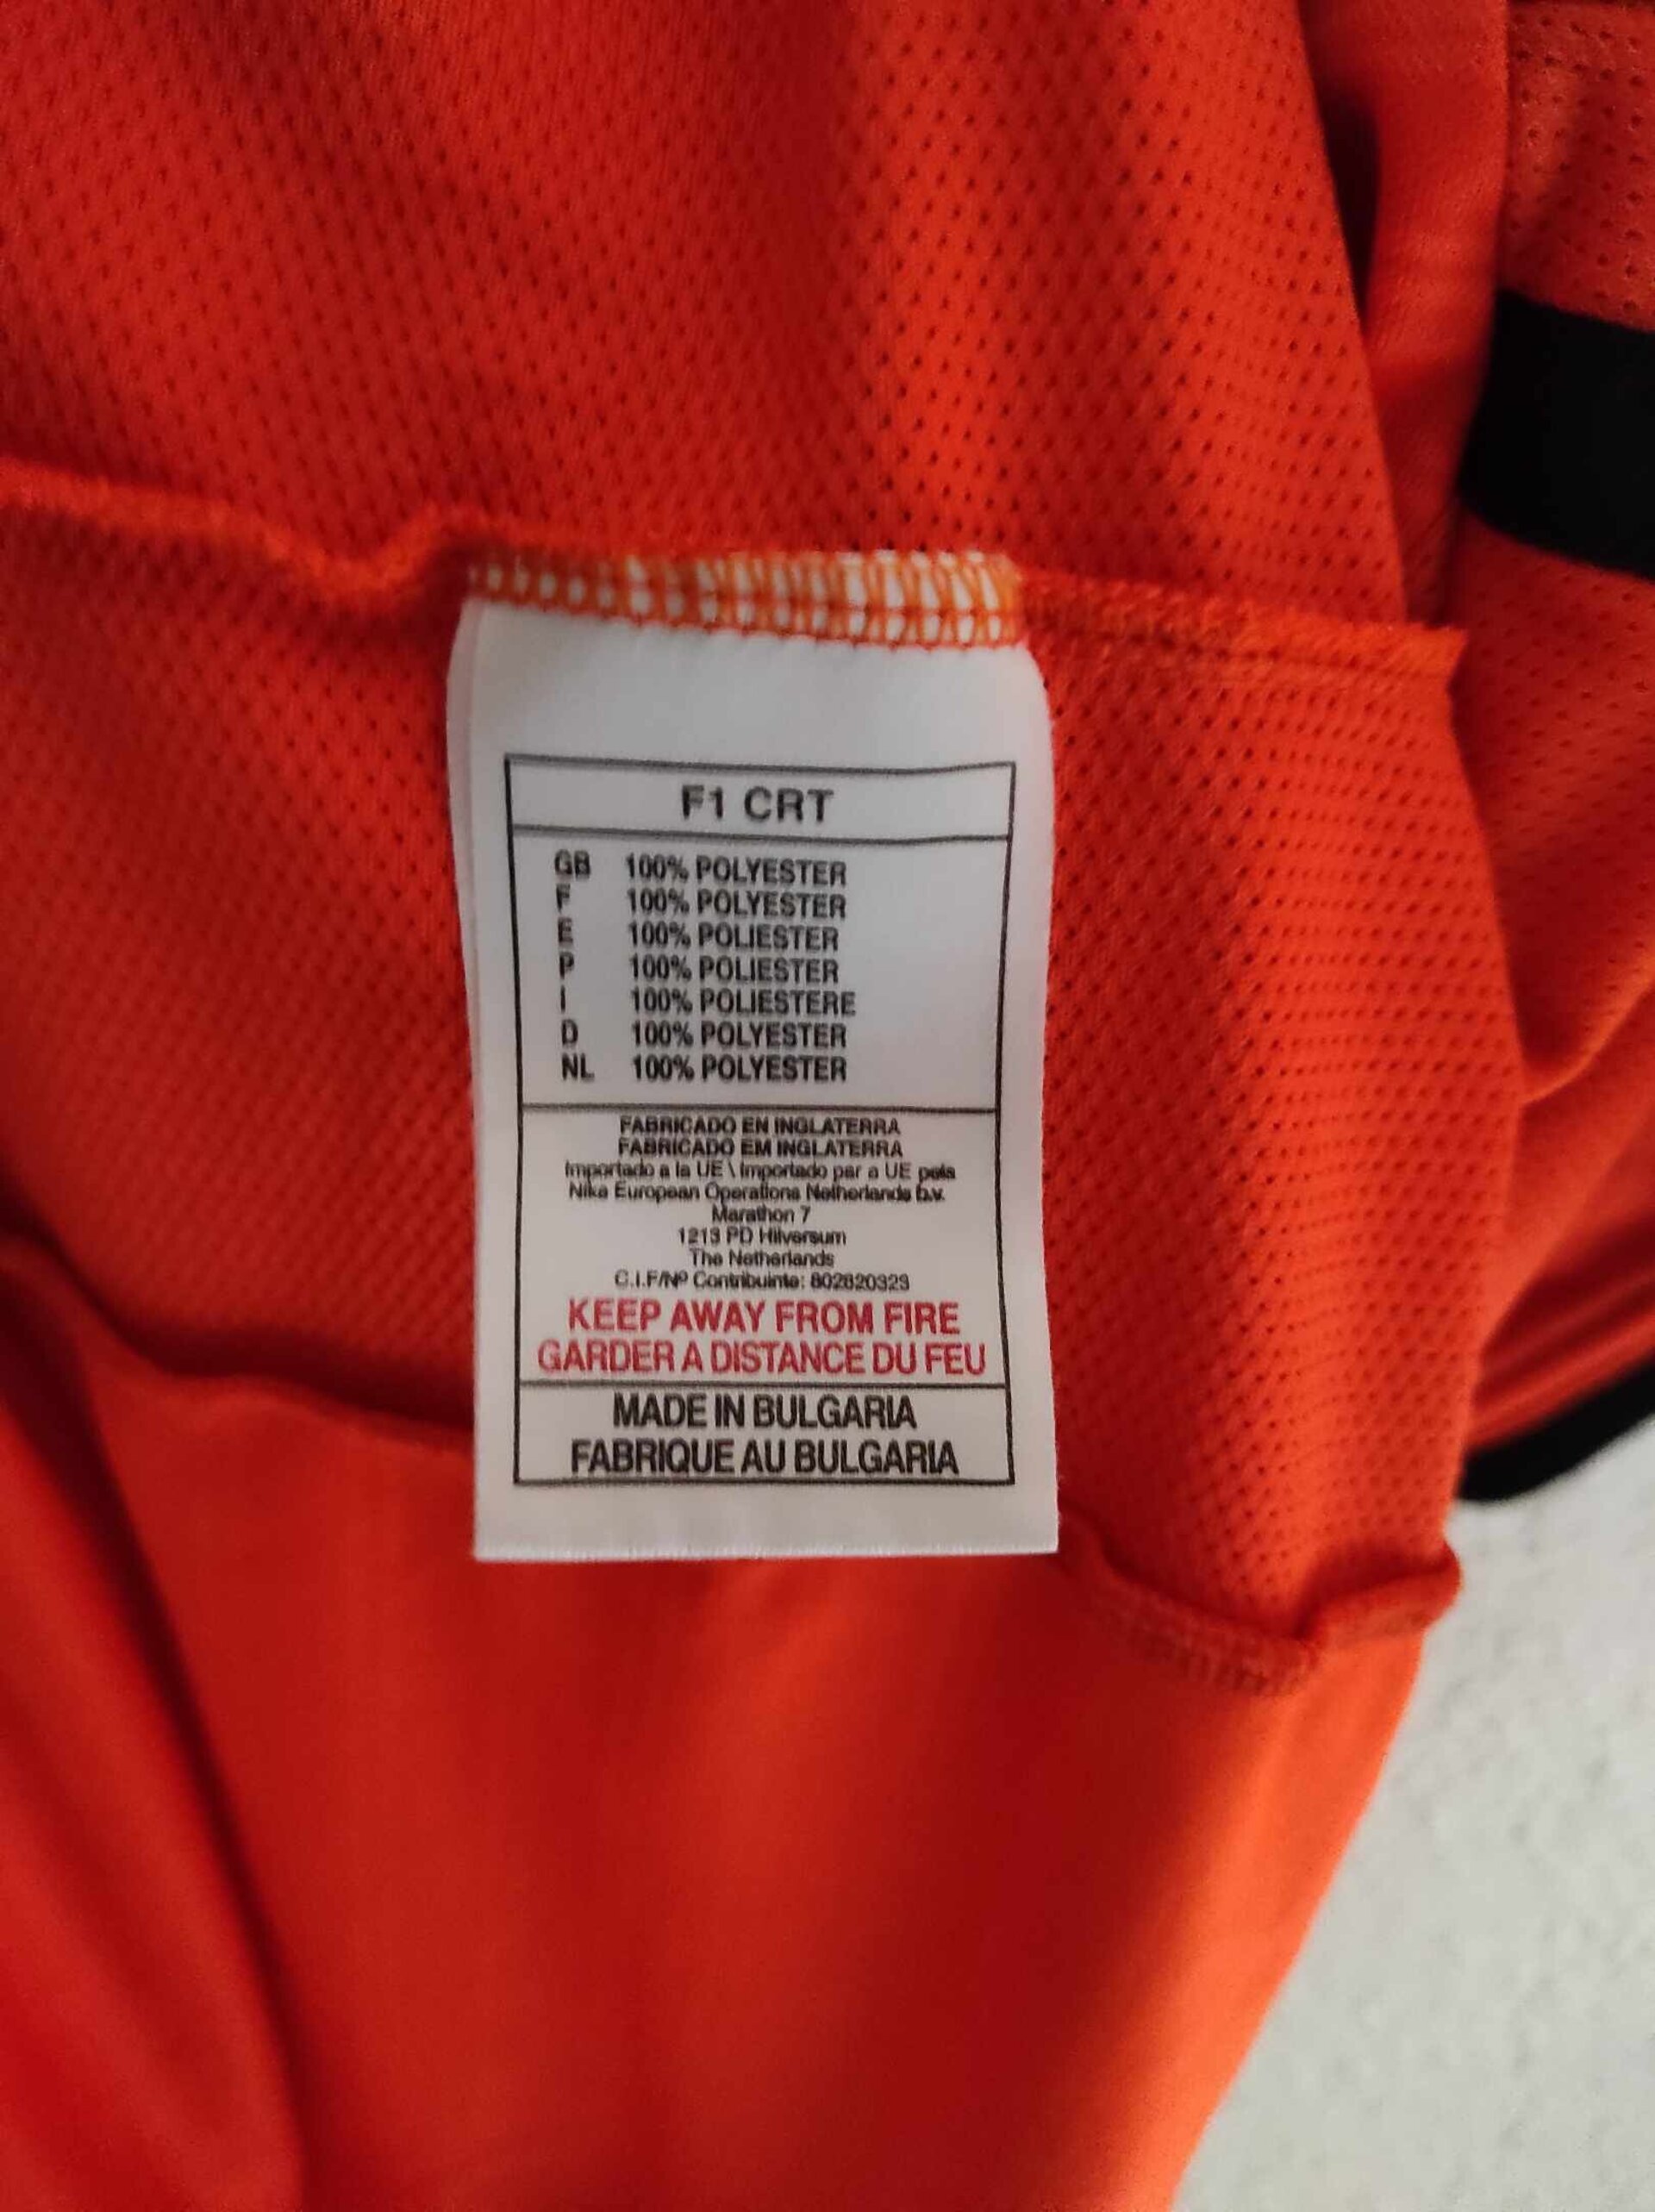 F1 CRT
GB 100% POLYESTER
F 100% POLYESTER
E 100% POLIESTER
P 100% POLIESTER
I 100% POLIESTERE
D 100% POLYESTER
NL 100% POLYESTER
FABRICADO EN INGLATERRA
FABRICADO EM INGLATERRA
Importado a la UE \ Importado par a UE pela
Nike European Operations Netherlands b.v.
Marathon 7
1213 PD Hilversum
The Netherlands
C.I.F/Nº Contribuinte: 802820323
KEEP AWAY FROM FIRE
GARDER A DISTANCE DU FEU
MADE IN BULGARIA
FABRIQUE AU BULGARIA